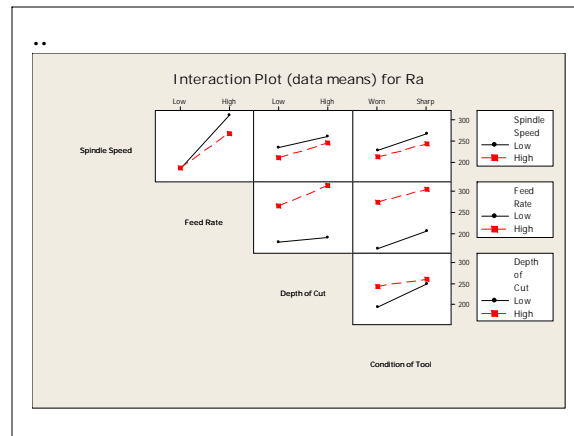 Interaction Plot (data means) for Ra
Low High Low High Worn Sharp
Spindle Speed
300
250
200
Spindle
Speed
Low
High
Feed Rate
300
250
200
Feed
Rate
Low
High
Depth of Cut
300
250
200
Depth
of
Cut
Low
High
Condition of Tool